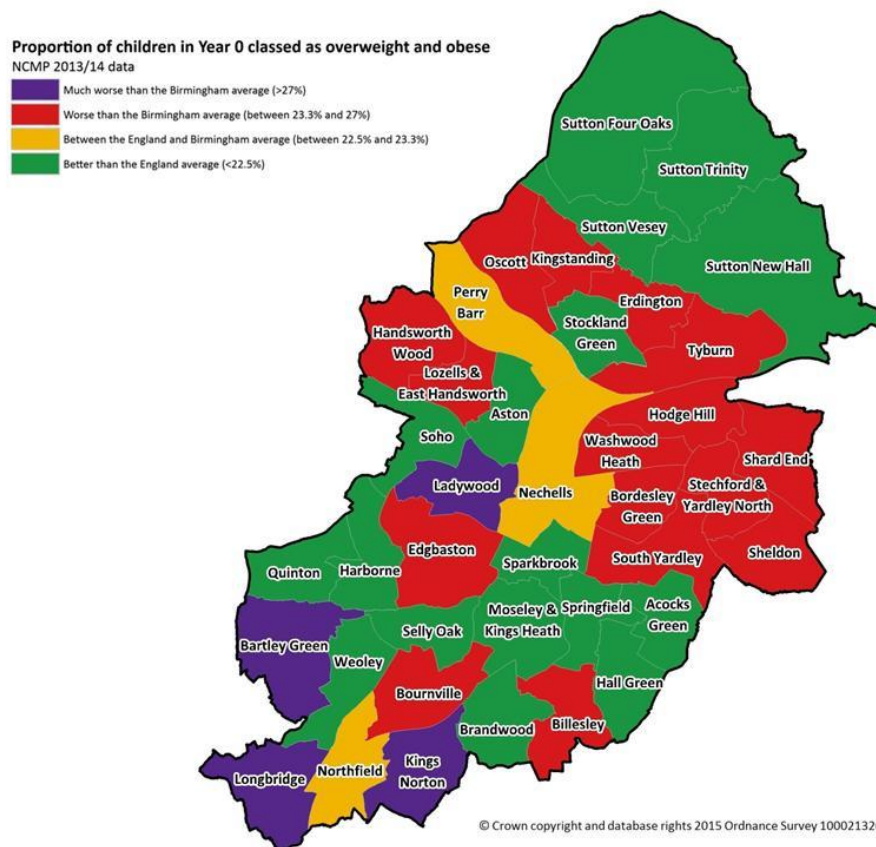 Proportion of children in Year 0 classed as overweight and obese
NCMP 2013/14 data
Much worse than the Birmingham average (>27%)
Worse than the Birmingham average (between 23.3% and 27%)
Between the England and Birmingham average (between 22.5% and 23.3%)
Better than the England average (<22.5%)
Sutton Four Oaks
Sutton Trinity
Sutton Vesey
Sutton New Hall
Oscott
Kingstanding
Perry
Barr
Erdington
Stockland
Green
Tyburn
Handsworth
Wood
Lozells &
East Handsworth
Aston
Hodge Hill
Soho
Washwood
Heath
Shard End
Ladywood
Nechells
Stechford &
Yardley North
Bordesley
Green
Edgbaston
Sparkbrook
South Yardley
Sheldon
Quinton
Harborne
Moseley &
Kings Heath
Springfield
Acocks
Green
Selly Oak
Bartley Green
Weoley
Hall Green
Bournville
Brandwood
Billesley
Longbridge
Northfield
Kings
Norton
© Crown copyright and database rights 2015 Ordnance Survey 10002132